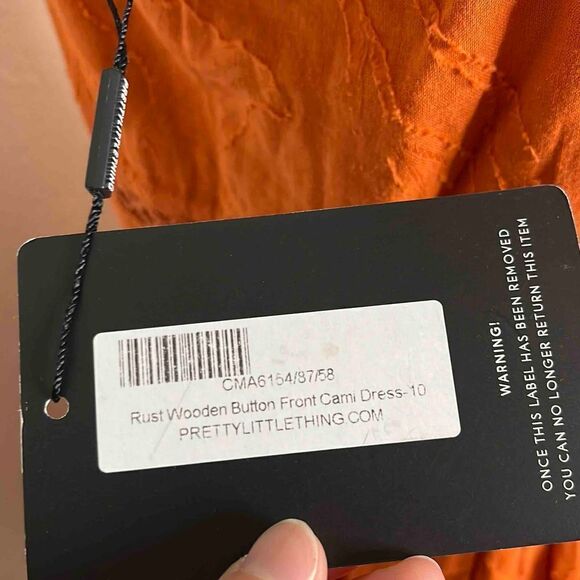 CMA6154/87/58
Rust Wooden Button Front Cami Dress-10
PRETTYLITTLETHING.COM
WARNING!
ONCE THIS LABEL HAS BEEN REMOVED
YOU CAN NO LONGER RETURN THIS ITEM